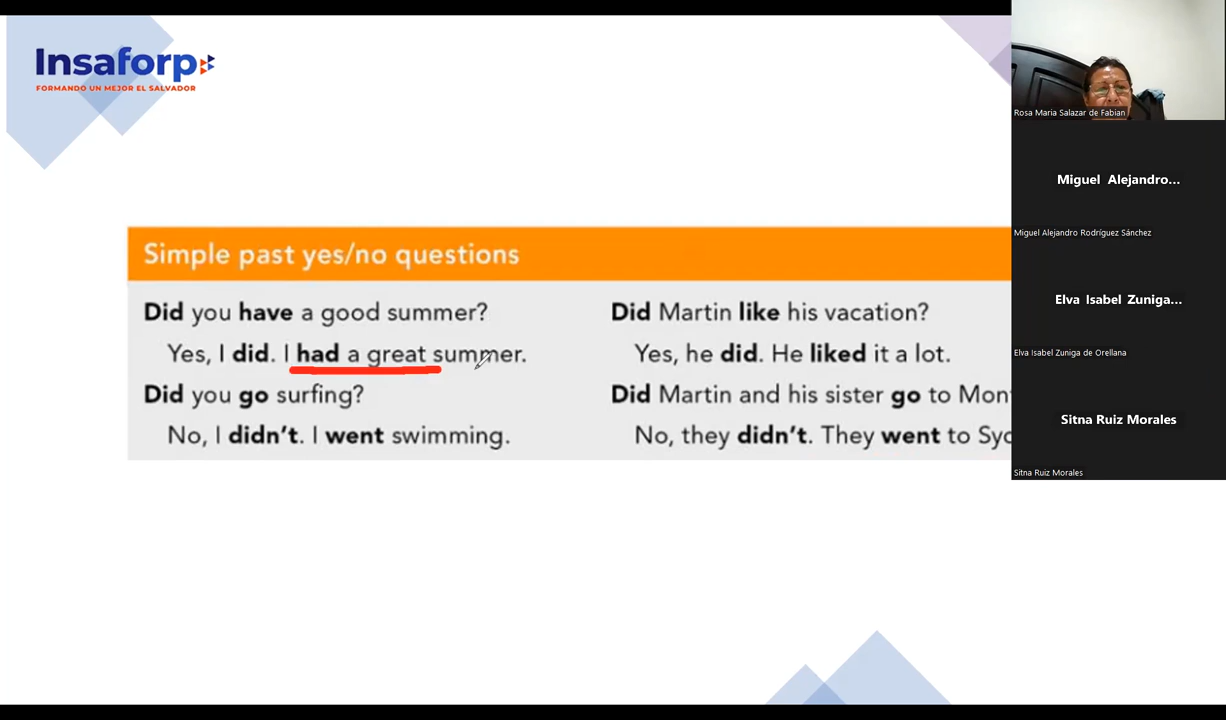 Insaforp
FORMANDO UN MEJOR EL SALVADOR
Simple past yes/no questions
Did you have a good summer?
Yes, I did. I had a great summer.
Did you go surfing?
No, I didn't. I went swimming.
Did Martin like his vacation?
Yes, he did. He liked it a lot.
Did Martin and his sister go to
No, they didn't. They went to
Rosa Maria Salazar de Fabian
Miguel Alejandro...
Miguel Alejandro Rodríguez Sánchez
Elva Isabel Zuniga...
Elva Isabel Zuniga de Orellana
Sitna Ruiz Morales
Sitna Ruiz Morales